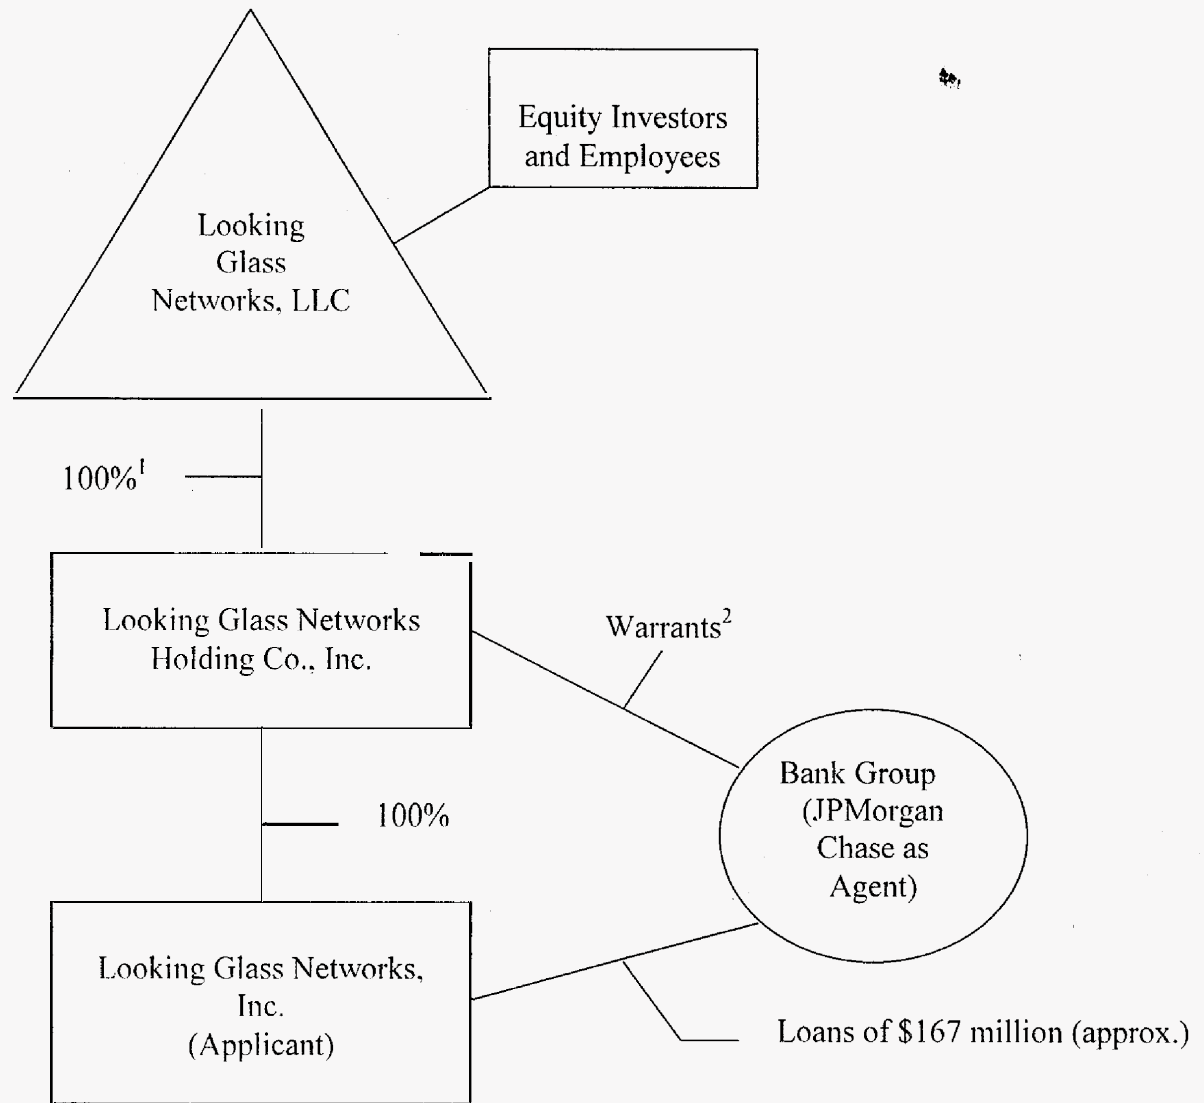 Equity Investors
and Employees
Looking
Glass
Networks, LLC
100%¹
Looking Glass Networks
Holding Co., Inc.
Warrants²
Bank Group
(JPMorgan
Chase as
Agent)
100%
Looking Glass Networks,
Inc.
(Applicant)
Loans of $167 million (approx.)